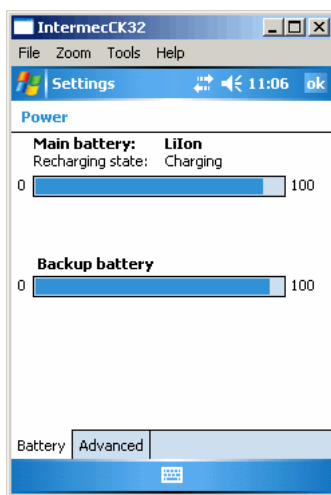 IntermecCK32
File Zoom Tools Help
Settings 11:06 ok
Power
Main battery: LiIon
Recharging state: Charging
0 100
Backup battery
0 100
Battery Advanced